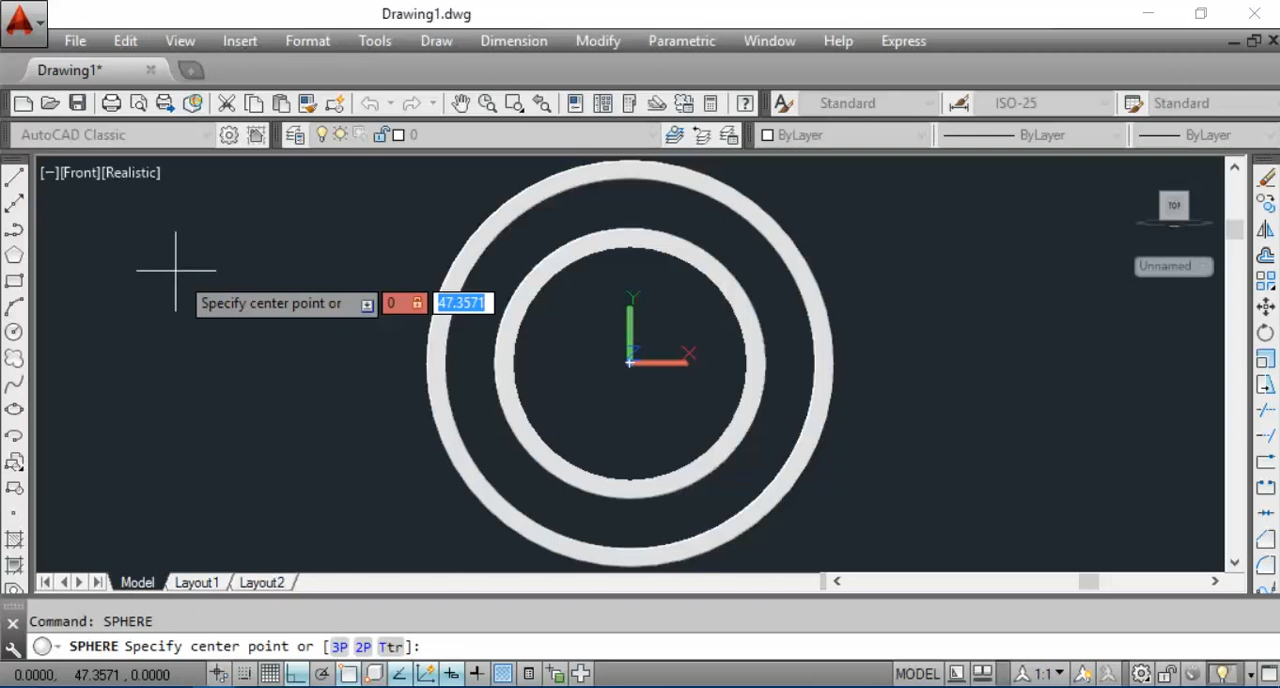 Drawing1.dwg
File Edit View Insert Format Tools Draw Dimension Modify Parametric Window Help Express
Drawing1*
Standard ISO-25 Standard
AutoCAD Classic 0 ByLayer ByLayer ByLayer
[−][Front][Realistic]
TOP
Unnamed
Specify center point or 0 47.3571
Y
Z X
Model Layout1 Layout2
Command: SPHERE
SPHERE Specify center point or [3P 2P Ttr]:
0.0000, 47.3571 , 0.0000 MODEL 1:1